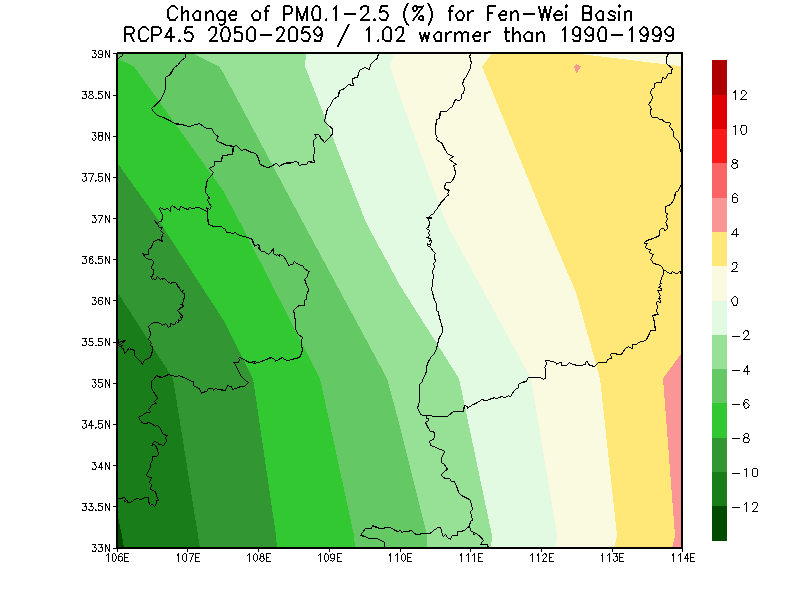 Change of PM0.1−2.5 (%) for Fen−Wei Basin
RCP4.5 2050−2059 / 1.02 warmer than 1990−1999
39N
38.5N
38N
37.5N
37N
36.5N
36N
35.5N
35N
34.5N
34N
33.5N
33N
106E 107E 108E 109E 110E 111E 112E 113E 114E
12
10
8
6
4
2
0
−2
−4
−6
−8
−10
−12